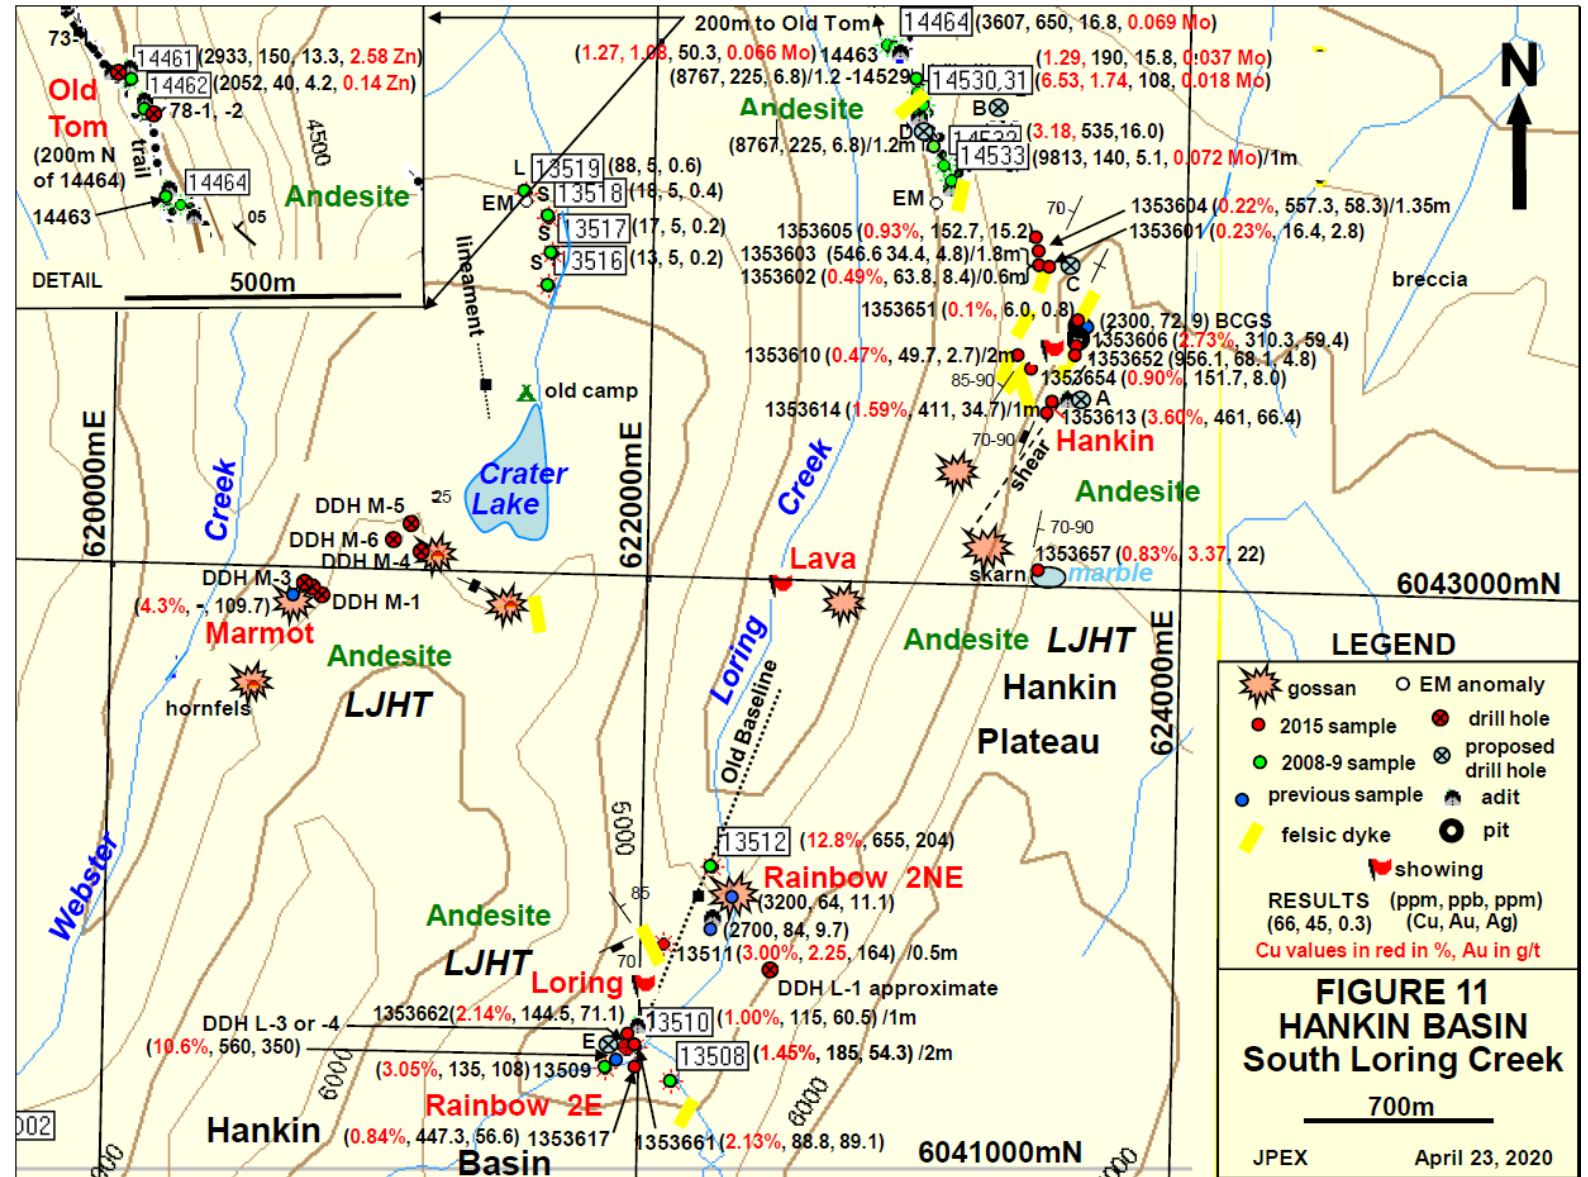 73-
14461 (2933, 150, 13.3, 2.58 Zn)
14462 (2052, 40, 4.2, 0.14 Zn)
Old
Tom
78-1, -2
(200m N
of 14464)
trail
4500
14464
14463
Andesite
05
DETAIL
500m
200m to Old Tom
14464 (3607, 650, 16.8, 0.069 Mo)
(1.27, 1.08, 50.3, 0.066 Mo) 14463
(1.29, 190, 15.8, 0.037 Mo)
(8767, 225, 6.8)/1.2 -14529
14530,31 (6.53, 1.74, 108, 0.018 Mo)
Andesite
B
D
(3.18, 535,16.0)
(8767, 225, 6.8)/1.2m
14533 (9813, 140, 5.1, 0.072 Mo)/1m
EM
N
L 13519 (88, 5, 0.6)
EM
S 13518 (18, 5, 0.4)
S 13517 (17, 5, 0.2)
S 13516 (13, 5, 0.2)
lineament
70
1353604 (0.22%, 557.3, 58.3)/1.35m
1353605 (0.93%, 152.7, 15.2)
1353601 (0.23%, 16.4, 2.8)
1353603 (546.6 34.4, 4.8)/1.8m
1353602 (0.49%, 63.8, 8.4)/0.6m
C
breccia
1353651 (0.1%, 6.0, 0.8)
(2300, 72, 9) BCGS
1353606 (2.73%, 310.3, 59.4)
1353610 (0.47%, 49.7, 2.7)/2m
1353652 (956.1, 68.1, 4.8)
85-90
1353654 (0.90%, 151.7, 8.0)
old camp
A
1353614 (1.59%, 411, 34.7)/1m
1353613 (3.60%, 461, 66.4)
70-90
Hankin
shear
620000mE
Creek
Crater
Lake
622000mE
Creek
Andesite
25
DDH M-5
DDH M-6
DDH M-4
70-90
Lava
1353657 (0.83%, 3.37, 22)
DDH M-3
skarn
marble
6043000mN
(4.3%, -, 109.7)
DDH M-1
Marmot
Andesite
Andesite
LJHT
624000mE
hornfels
LJHT
Loring
Old Baseline
Hankin
Plateau
LEGEND
gossan
EM anomaly
2015 sample
drill hole
2008-9 sample
proposed
drill hole
previous sample
adit
felsic dyke
pit
showing
RESULTS (ppm, ppb, ppm)
(66, 45, 0.3) (Cu, Au, Ag)
Cu values in red in %, Au in g/t
5000
13512 (12.8%, 655, 204)
Webster
Rainbow 2NE
85
(3200, 64, 11.1)
Andesite
(2700, 84, 9.7)
LJHT
13511 (3.00%, 2.25, 164) /0.5m
70
Loring
DDH L-1 approximate
1353662(2.14%, 144.5, 71.1)
13510 (1.00%, 115, 60.5) /1m
DDH L-3 or -4
E
(10.6%, 560, 350)
13508 (1.45%, 185, 54.3) /2m
(3.05%, 135, 108) 13509
6000
6000
Rainbow 2E
002
Hankin
Basin
(0.84%, 447.3, 56.6) 1353617
1353661(2.13%, 88.8, 89.1)
6041000mN
FIGURE 11
HANKIN BASIN
South Loring Creek
700m
JPEX April 23, 2020